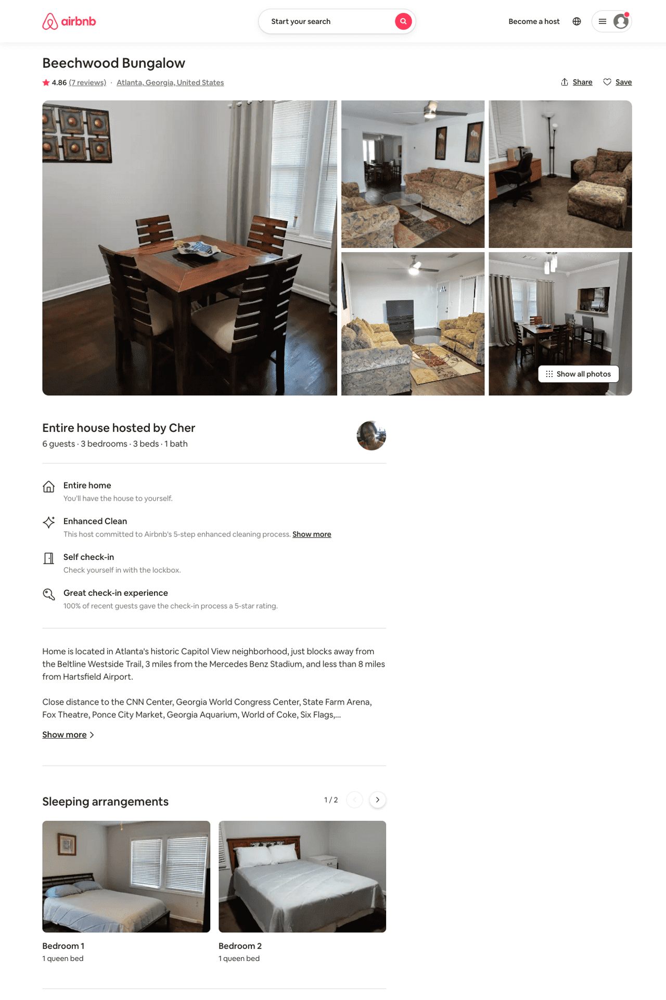 airbnb
Start your search
Become a host
Beechwood Bungalow
4.86 (7 reviews) · Atlanta, Georgia, United States
Share
Save
Show all photos
Entire house hosted by Cher
6 guests · 3 bedrooms · 3 beds · 1 bath
Entire home
You'll have the house to yourself.
Enhanced Clean
This host committed to Airbnb's 5-step enhanced cleaning process. Show more
Self check-in
Check yourself in with the lockbox.
Great check-in experience
100% of recent guests gave the check-in process a 5-star rating.
Home is located in Atlanta's historic Capitol View neighborhood, just blocks away from
the Beltline Westside Trail, 3 miles from the Mercedes Benz Stadium, and less than 8 miles
from Hartsfield Airport.
Close distance to the CNN Center, Georgia World Congress Center, State Farm Arena,
Fox Theatre, Ponce City Market, Georgia Aquarium, World of Coke, Six Flags,...
Show more
Sleeping arrangements
1 / 2
Bedroom 1
1 queen bed
Bedroom 2
1 queen bed